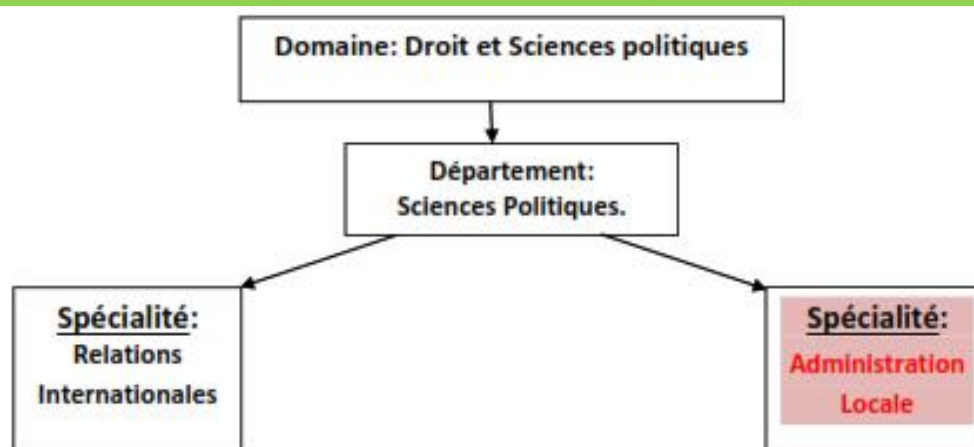 Domaine: Droit et Sciences politiques
Département:
Sciences Politiques.
Spécialité:
Relations
Internationales
Spécialité:
Administration
Locale